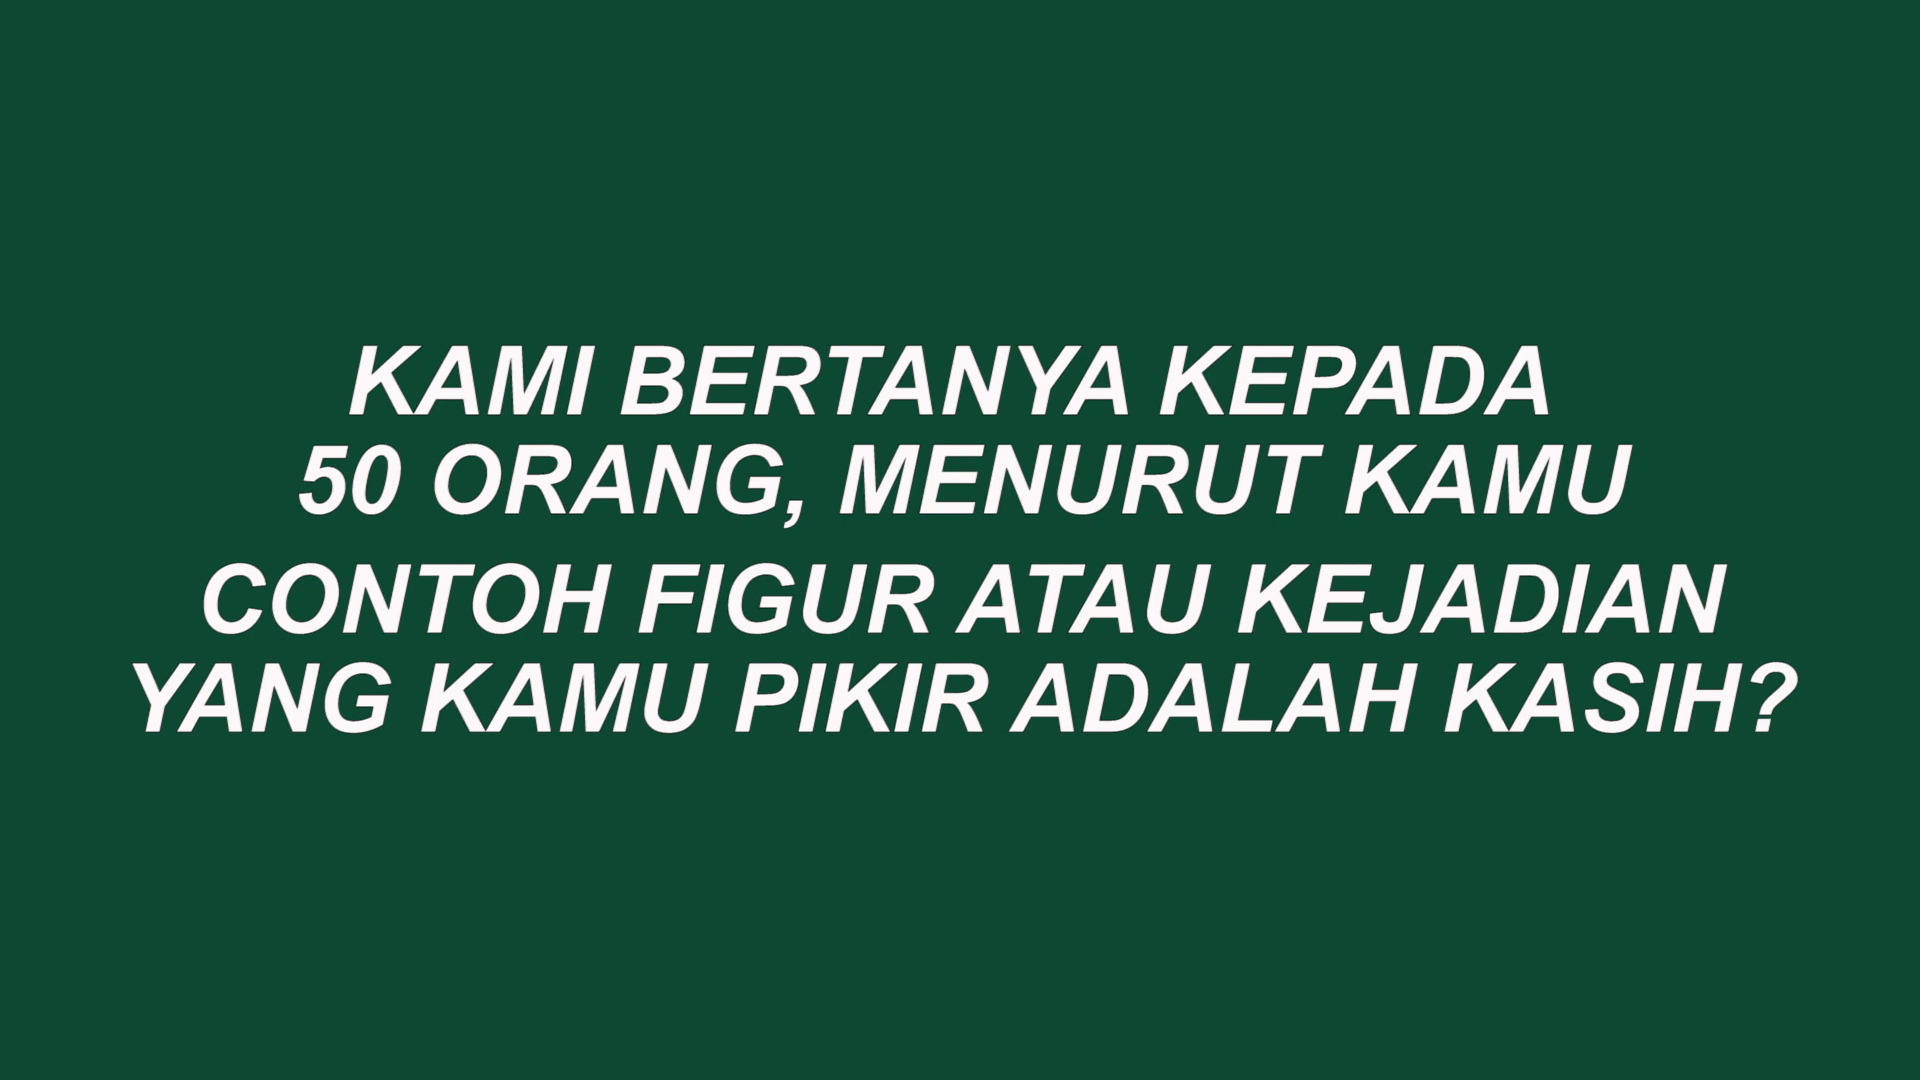 KAMI BERTANYA KEPADA
50 ORANG, MENURUT KAMU
CONTOH FIGUR ATAU KEJADIAN
YANG KAMU PIKIR ADALAH KASIH?